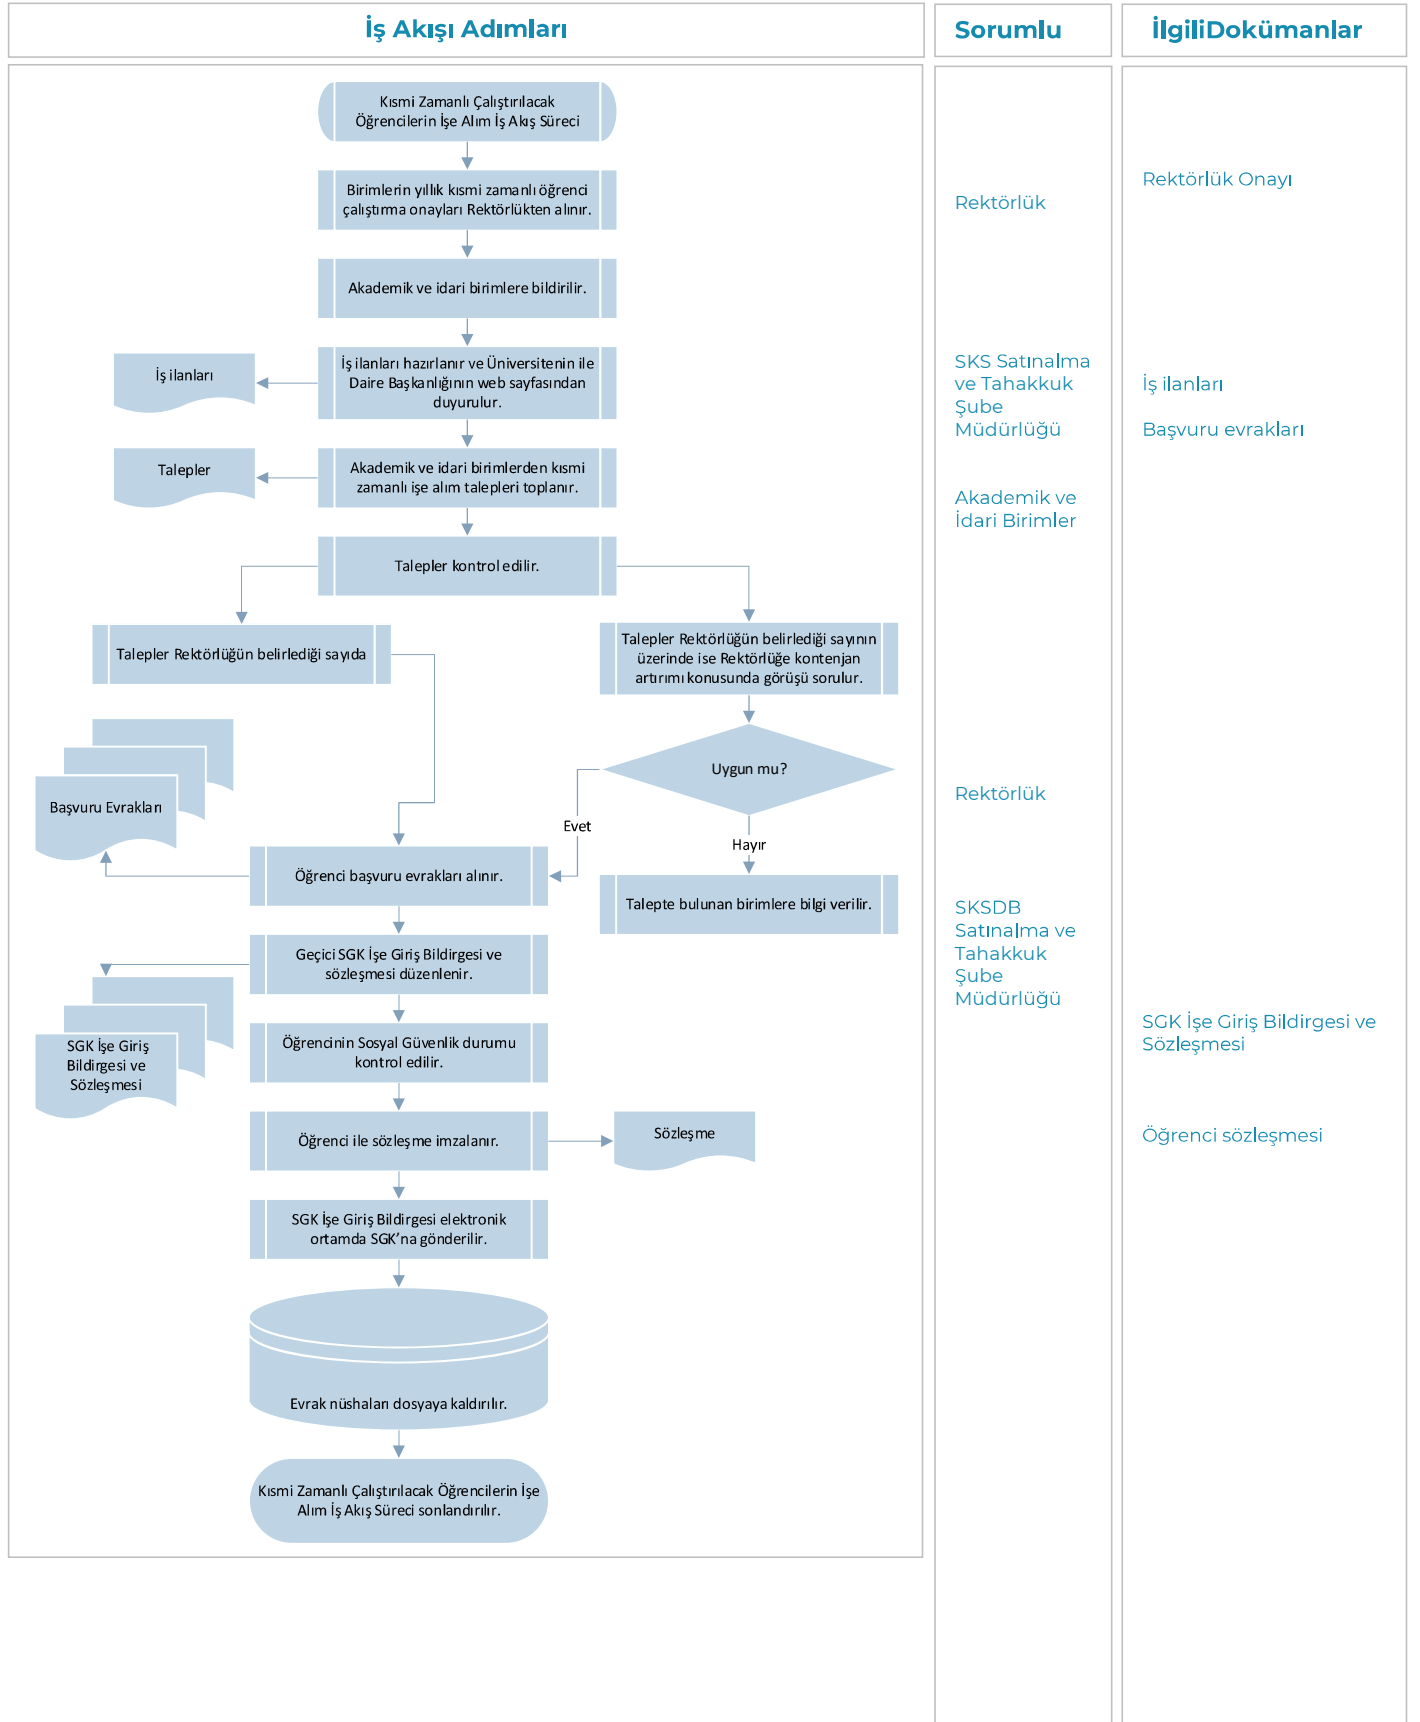 İş Akışı Adımları
Sorumlu
İlgiliDokümanlar
Kısmi Zamanlı Çalıştırılacak
Öğrencilerin İşe Alım İş Akış Süreci
Birimlerin yıllık kısmi zamanlı öğrenci
çalıştırma onayları Rektörlükten alınır.
Rektörlük
Rektörlük Onayı
Akademik ve idari birimlere bildirilir.
İş ilanları
İş ilanları hazırlanır ve Üniversitenin ile
Daire Başkanlığının web sayfasından
duyurulur.
SKS Satınalma
ve Tahakkuk
Şube
Müdürlüğü
İş ilanları
Başvuru evrakları
Talepler
Akademik ve idari birimlerden kısmi
zamanlı işe alım talepleri toplanır.
Akademik ve
İdari Birimler
Talepler kontrol edilir.
Talepler Rektörlüğün belirlediği sayıda
Talepler Rektörlüğün belirlediği sayının
üzerinde ise Rektörlüğe kontenjan
artırımı konusunda görüşü sorulur.
Uygun mu?
Rektörlük
Başvuru Evrakları
Evet
Hayır
Öğrenci başvuru evrakları alınır.
Talepte bulunan birimlere bilgi verilir.
SKSDB
Satınalma ve
Tahakkuk
Şube
Müdürlüğü
Geçici SGK İşe Giriş Bildirgesi ve
sözleşmesi düzenlenir.
SGK İşe Giriş
Bildirgesi ve
Sözleşmesi
Öğrencinin Sosyal Güvenlik durumu
kontrol edilir.
SGK İşe Giriş Bildirgesi ve
Sözleşmesi
Öğrenci ile sözleşme imzalanır.
Sözleşme
Öğrenci sözleşmesi
SGK İşe Giriş Bildirgesi elektronik
ortamda SGK’na gönderilir.
Evrak nüshaları dosyaya kaldırılır.
Kısmi Zamanlı Çalıştırılacak Öğrencilerin İşe
Alım İş Akış Süreci sonlandırılır.